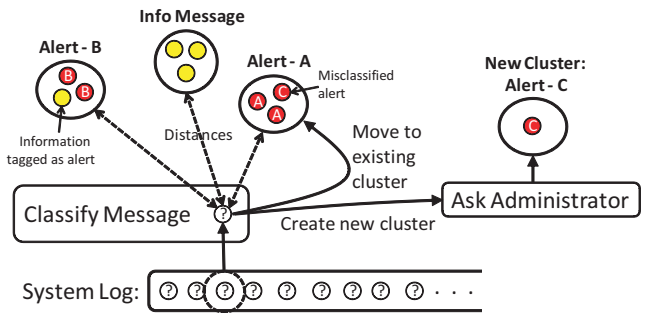 Info Message
Alert - B
Alert - A
New Cluster:
Alert - C
B
B
A
C
A
Misclassified
alert
C
Information
tagged as alert
Distances
Move to
existing
cluster
Classify Message
?
Create new cluster
Ask Administrator
System Log:
? ? ? ? ? ? ? ? ? . . .